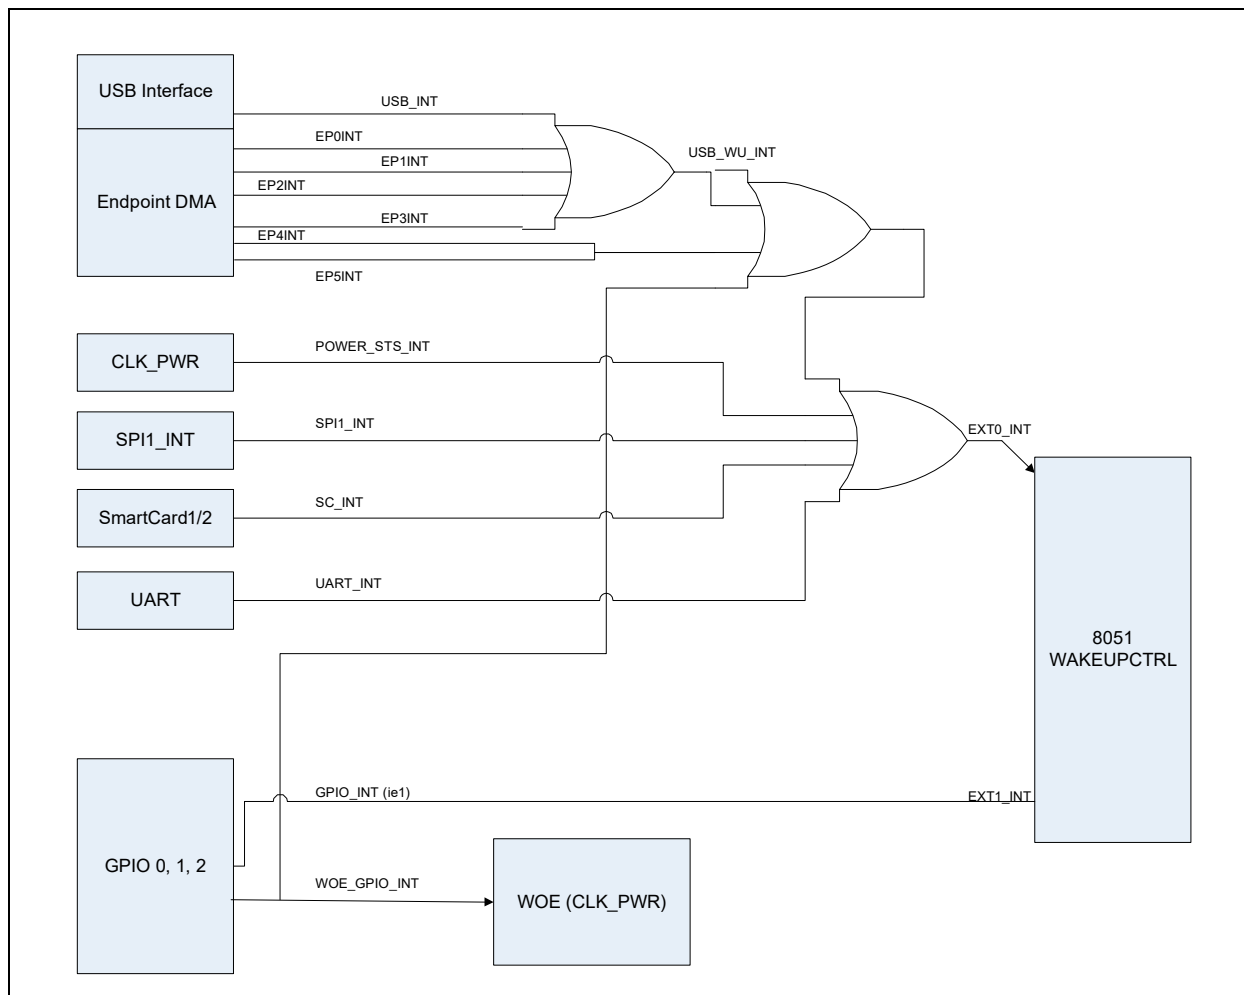 USB Interface
USB_INT
EP0INT
USB_WU_INT
EP1INT
EP2INT
Endpoint DMA
EP3INT
EP4INT
EP5INT
POWER_STS_INT
CLK_PWR
SPI1_INT
SPI1_INT
EXT0_INT
SC_INT
SmartCard1/2
UART_INT
UART
8051
WAKEUPCTRL
GPIO_INT (ie1)
EXT1_INT
GPIO 0, 1, 2
WOE_GPIO_INT
WOE (CLK_PWR)